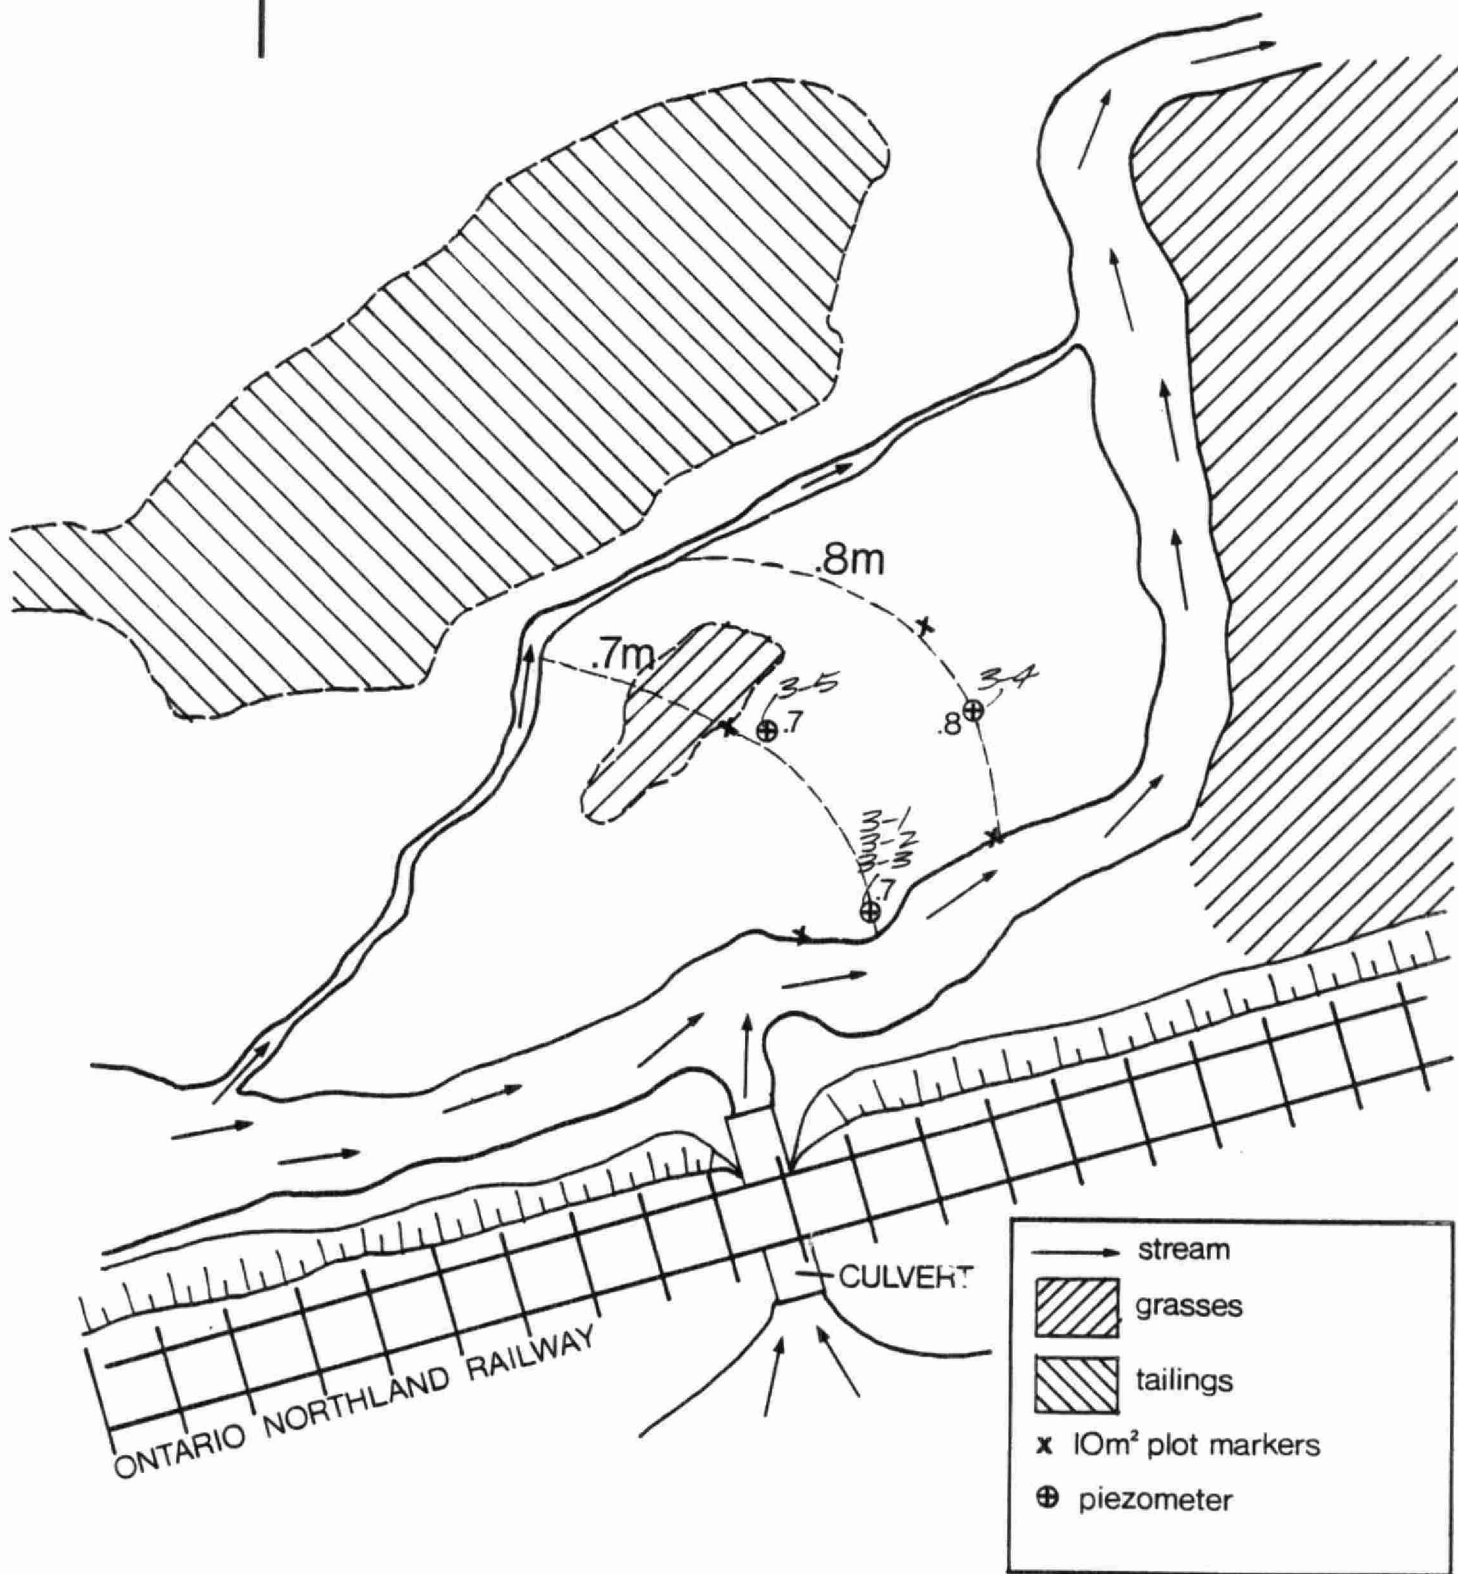 .8m
.7m
3-5
.7
3-4
.8
3-1
3-2
3-3
.7
CULVERT
ONTARIO NORTHLAND RAILWAY
stream
grasses
tailings
x 10m² plot markers
piezometer